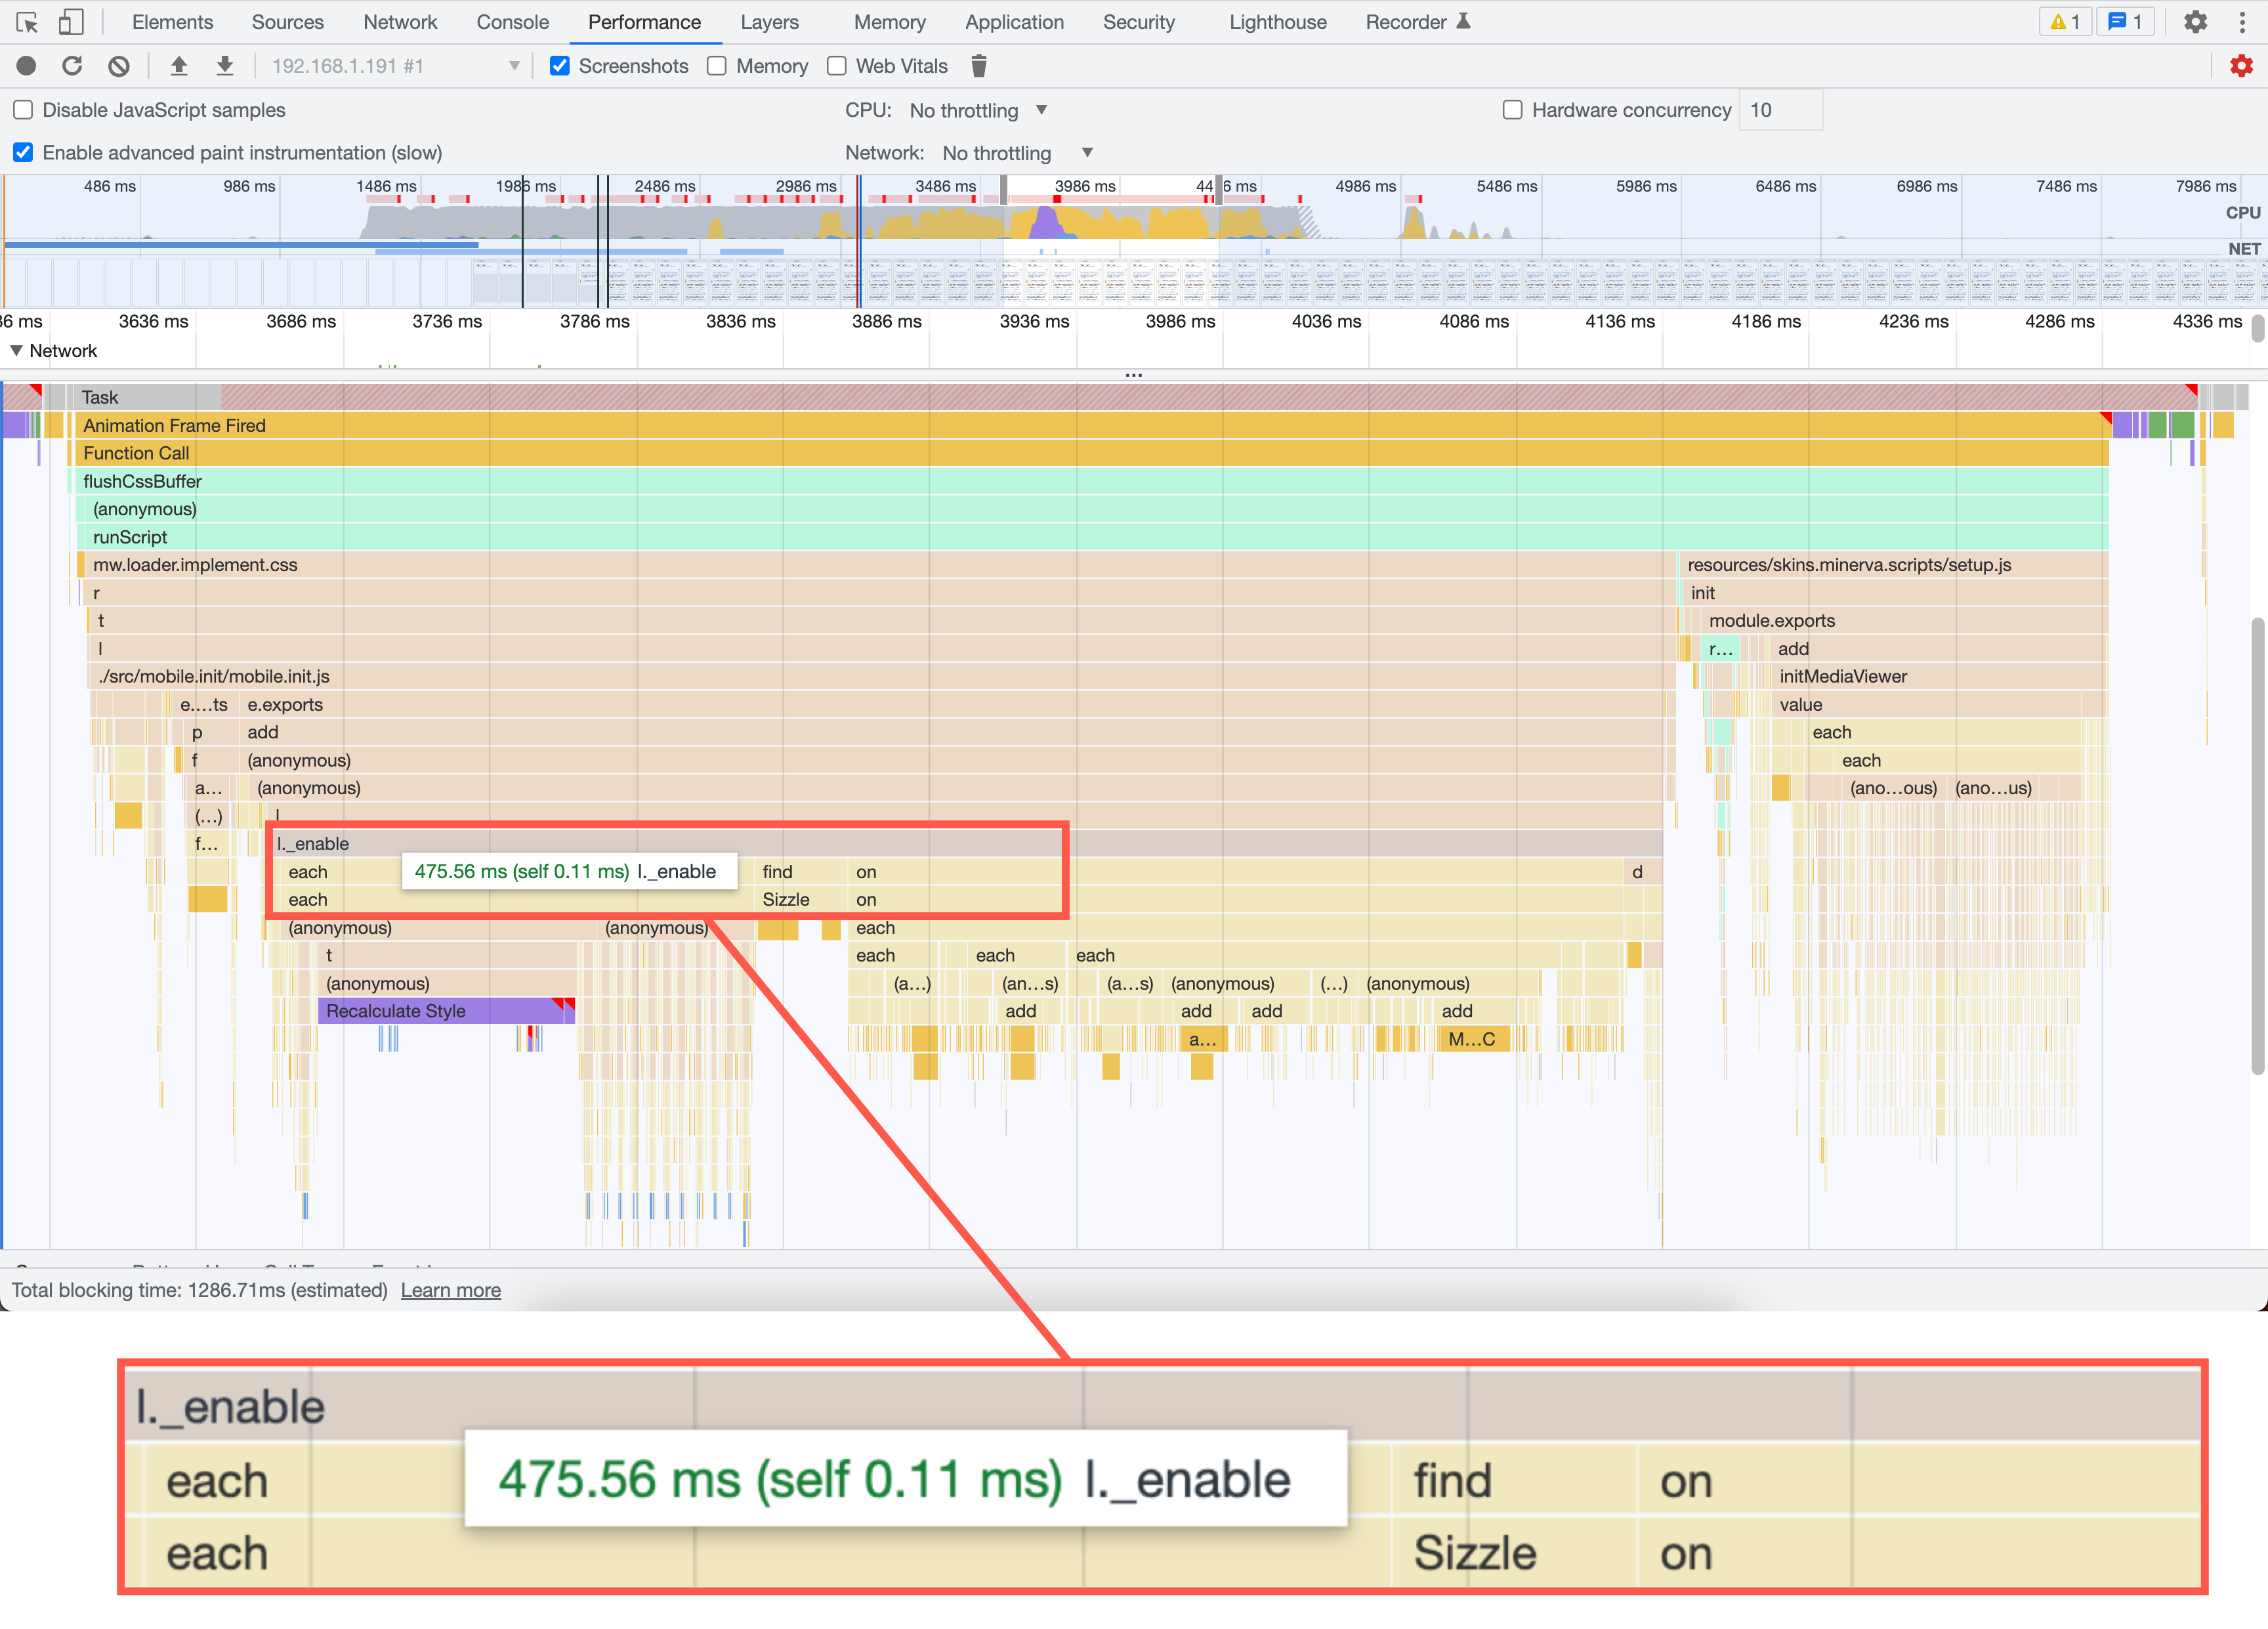 Elements Sources Network Console Performance Layers Memory Application Security Lighthouse Recorder 1 1
192.168.1.191 #1 Screenshots Memory Web Vitals
Disable JavaScript samples CPU: No throttling Hardware concurrency 10
Enable advanced paint instrumentation (slow) Network: No throttling
486 ms 986 ms 1486 ms 1986 ms 2486 ms 2986 ms 3486 ms 3986 ms 4986 ms 5486 ms 5986 ms 6486 ms 6986 ms 7486 ms 7986 ms
CPU
NET
36 ms 3636 ms 3686 ms 3736 ms 3786 ms 3836 ms 3886 ms 3936 ms 3986 ms 4036 ms 4086 ms 4136 ms 4186 ms 4236 ms 4286 ms 4336 ms
Network
...
Task
Animation Frame Fired
Function Call
flushCssBuffer
(anonymous)
runScript
mw.loader.implement.css resources/skins.minerva.scripts/setup.js
r init
t module.exports
l r... add
./src/mobile.init/mobile.init.js initMediaViewer
e....ts e.exports value
p add each
f (anonymous) each
a... (anonymous) (ano...ous) (ano...us)
(...) l
f... l._enable
each 475.56 ms (self 0.11 ms) l._enable find on d
each Sizzle on
(anonymous) (anonymous) each
t each each each
(anonymous) (a...) (an...s) (a...s) (anonymous) (...) (anonymous)
Recalculate Style add add add add
a... M...C
Total blocking time: 1286.71ms (estimated) Learn more
l._enable
each 475.56 ms (self 0.11 ms) l._enable find on
each Sizzle on